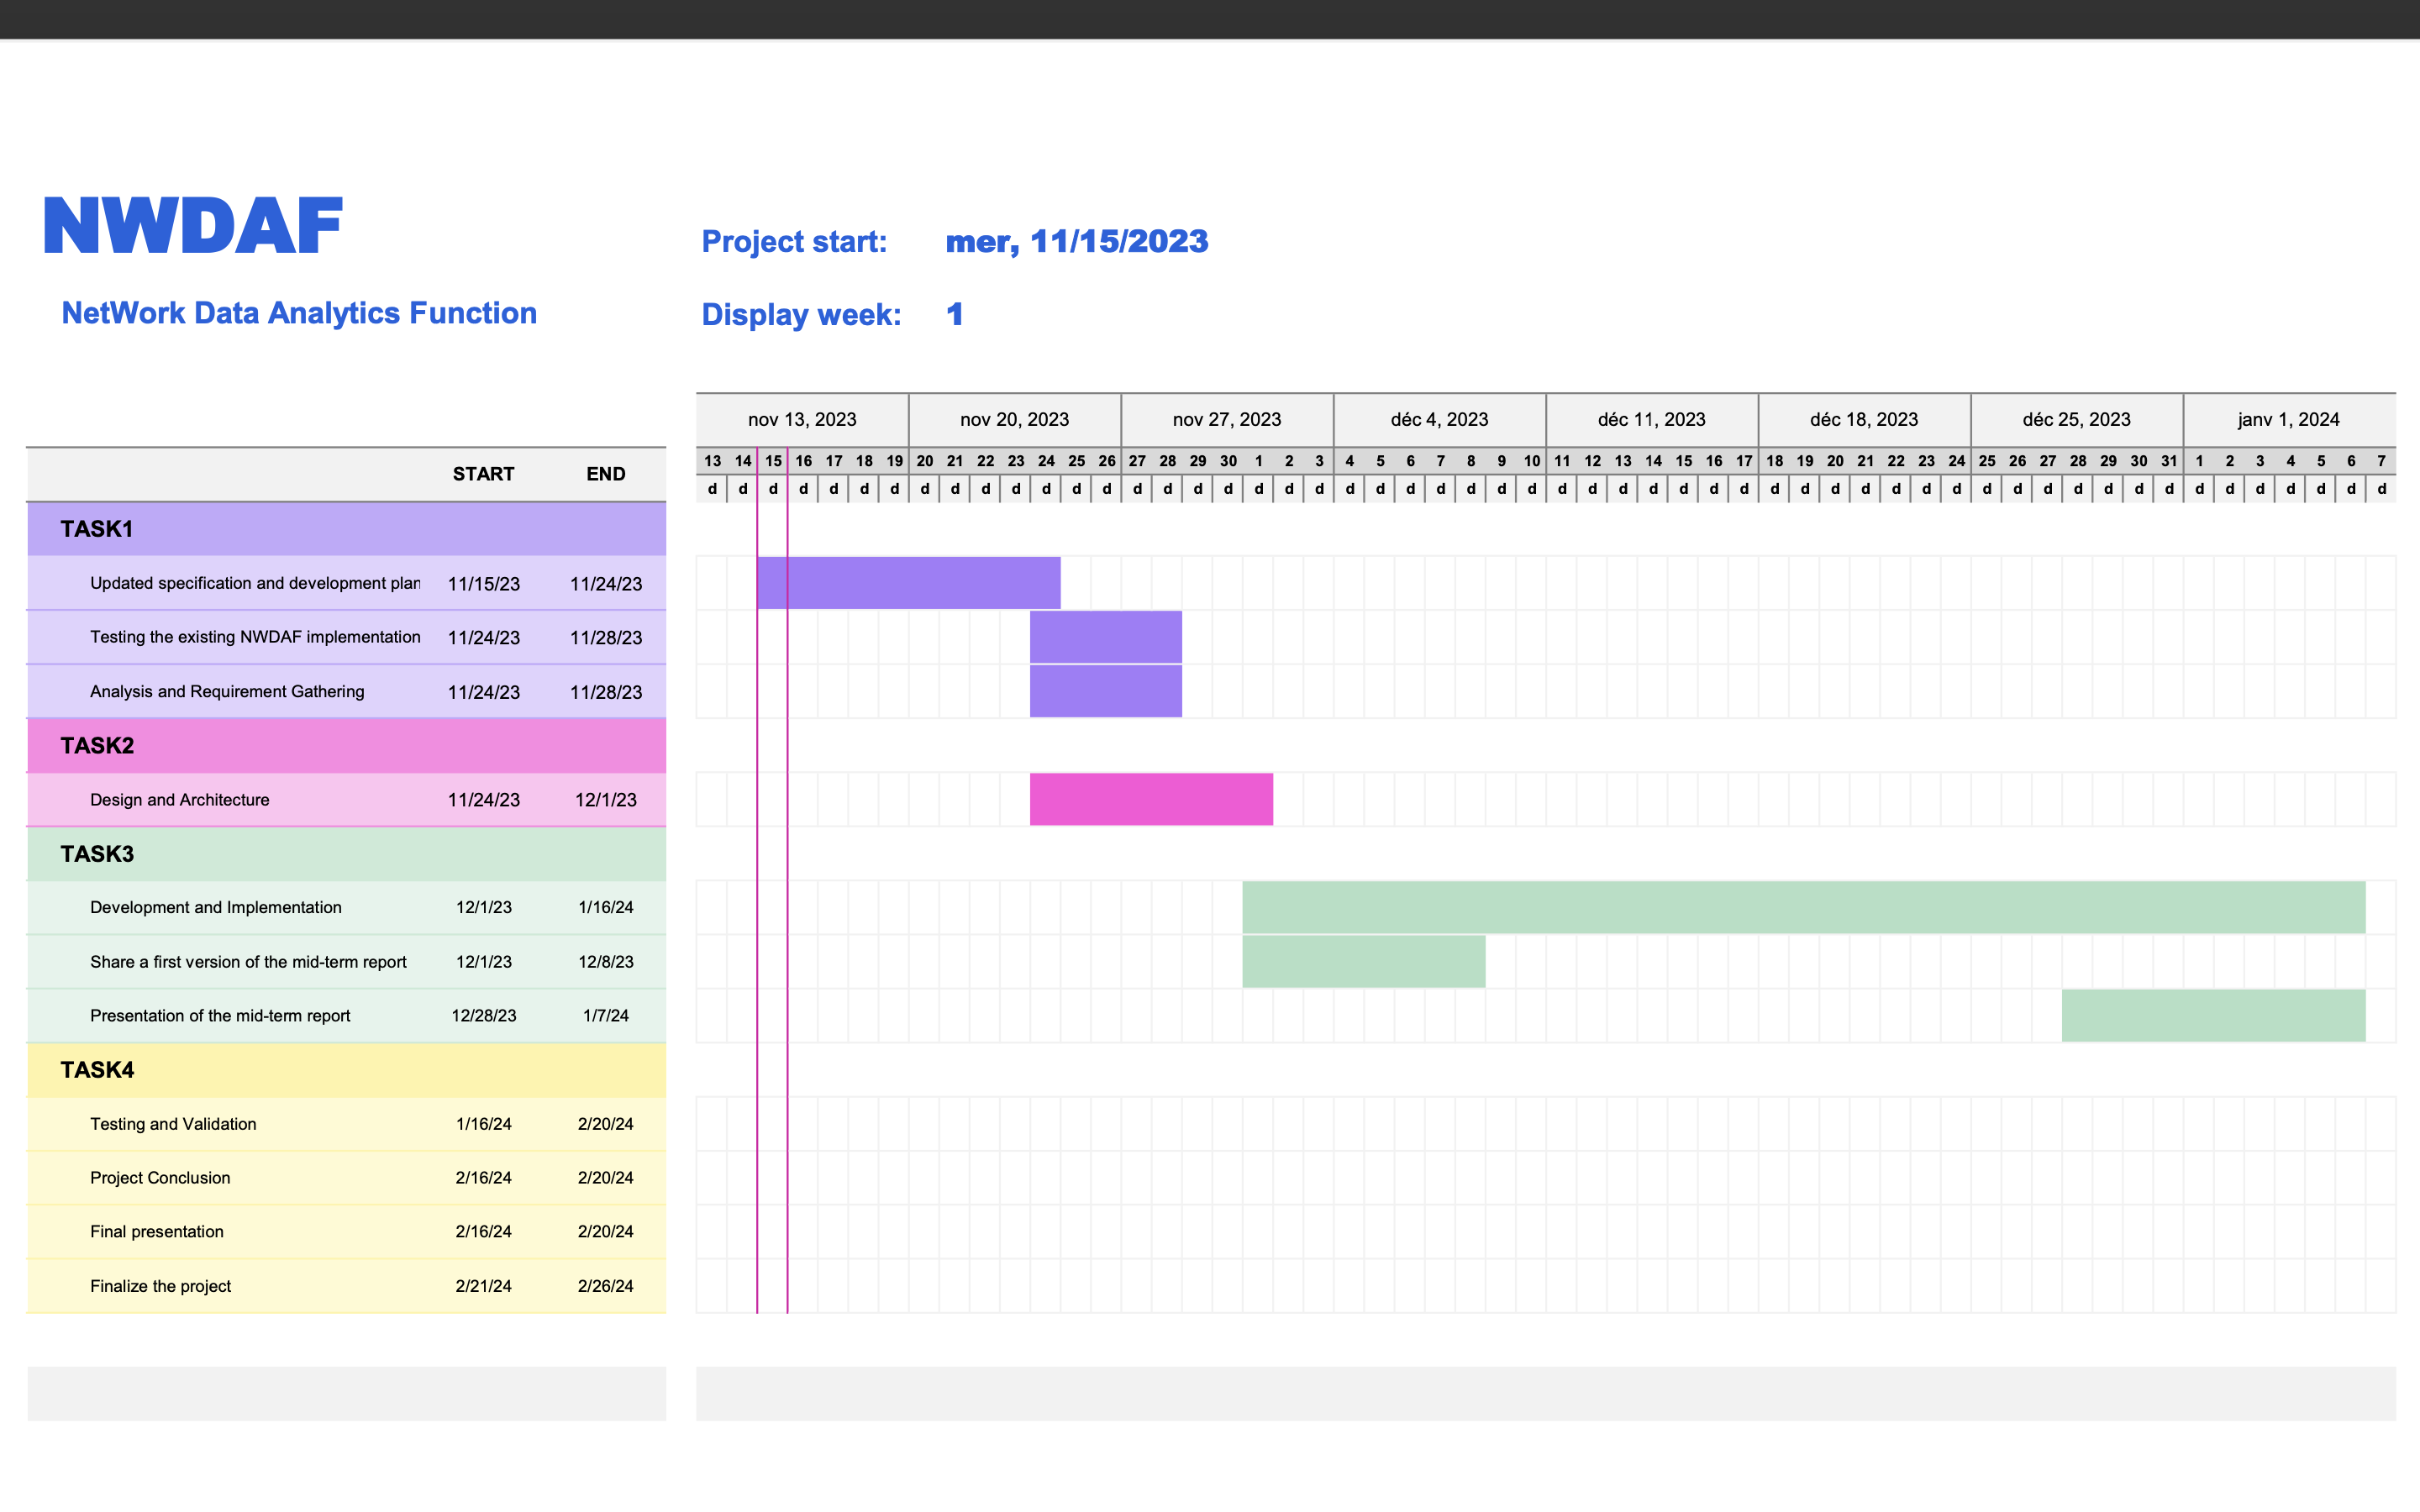 NWDAF
NetWork Data Analytics Function
Project start: mer, 11/15/2023
Display week: 1
nov 13, 2023 nov 20, 2023 nov 27, 2023 déc 4, 2023 déc 11, 2023 déc 18, 2023 déc 25, 2023 janv 1, 2024
13 14 15 16 17 18 19 20 21 22 23 24 25 26 27 28 29 30 1 2 3 4 5 6 7 8 9 10 11 12 13 14 15 16 17 18 19 20 21 22 23 24 25 26 27 28 29 30 31 1 2 3 4 5 6 7
START END
d d d d d d d d d d d d d d d d d d d d d d d d d d d d d d d d d d d d d d d d d d d d d d d d d d d d d d d d
TASK1
Updated specification and development plan 11/15/23 11/24/23
Testing the existing NWDAF implementation 11/24/23 11/28/23
Analysis and Requirement Gathering 11/24/23 11/28/23
TASK2
Design and Architecture 11/24/23 12/1/23
TASK3
Development and Implementation 12/1/23 1/16/24
Share a first version of the mid-term report 12/1/23 12/8/23
Presentation of the mid-term report 12/28/23 1/7/24
TASK4
Testing and Validation 1/16/24 2/20/24
Project Conclusion 2/16/24 2/20/24
Final presentation 2/16/24 2/20/24
Finalize the project 2/21/24 2/26/24